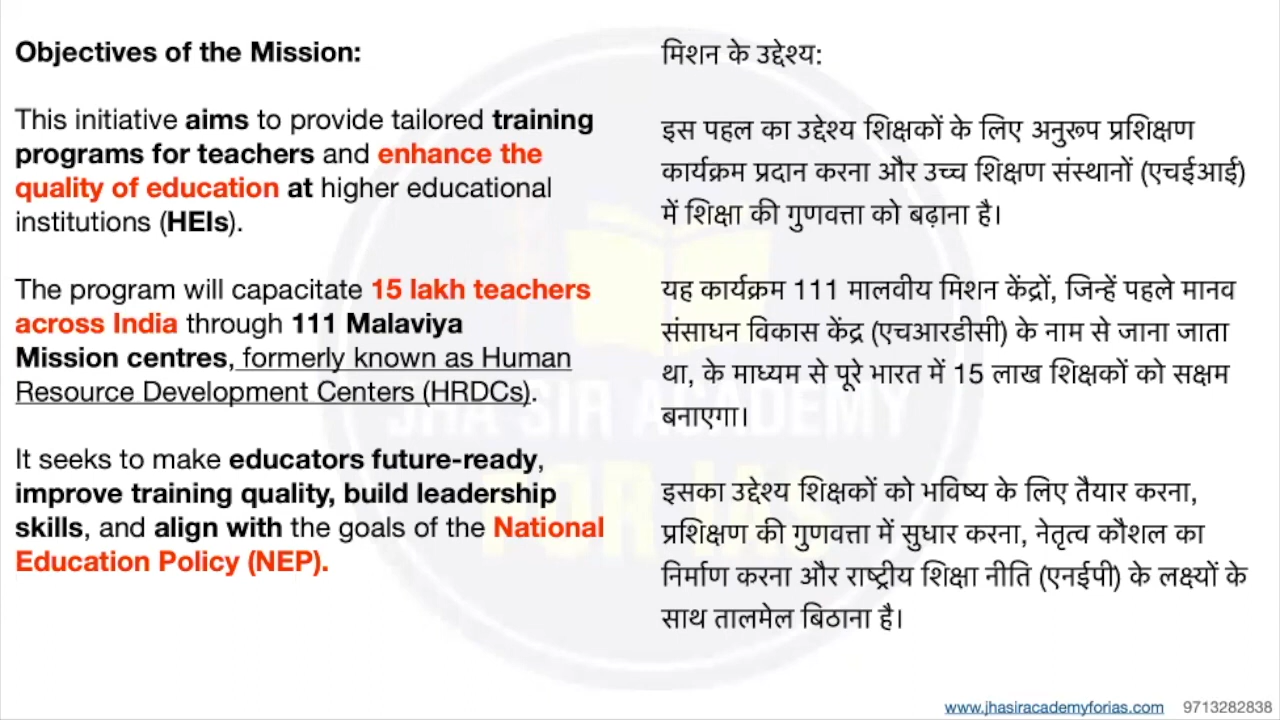 Objectives of the Mission:
This initiative aims to provide tailored training
programs for teachers and enhance the
quality of education at higher educational
institutions (HEIs).
The program will capacitate 15 lakh teachers
across India through 111 Malaviya
Mission centres, formerly known as Human
Resource Development Centers (HRDCs).
It seeks to make educators future-ready,
improve training quality, build leadership
skills, and align with the goals of the National
Education Policy (NEP).
मिशन के उद्देश्य:
इस पहल का उद्देश्य शिक्षकों के लिए अनुरूप प्रशिक्षण
कार्यक्रम प्रदान करना और उच्च शिक्षण संस्थानों (एचईआई)
में शिक्षा की गुणवत्ता को बढ़ाना है।
यह कार्यक्रम 111 मालवीय मिशन केंद्रों, जिन्हें पहले मानव
संसाधन विकास केंद्र (एचआरडीसी) के नाम से जाना जाता
था, के माध्यम से पूरे भारत में 15 लाख शिक्षकों को सक्षम
बनाएगा।
इसका उद्देश्य शिक्षकों को भविष्य के लिए तैयार करना,
प्रशिक्षण की गुणवत्ता में सुधार करना, नेतृत्व कौशल का
निर्माण करना और राष्ट्रीय शिक्षा नीति (एनईपी) के लक्ष्यों के
साथ तालमेल बिठाना है।
JHA SIR ACADEMY
FOR IAS
www.jhasiracademyforias.com 9713282838